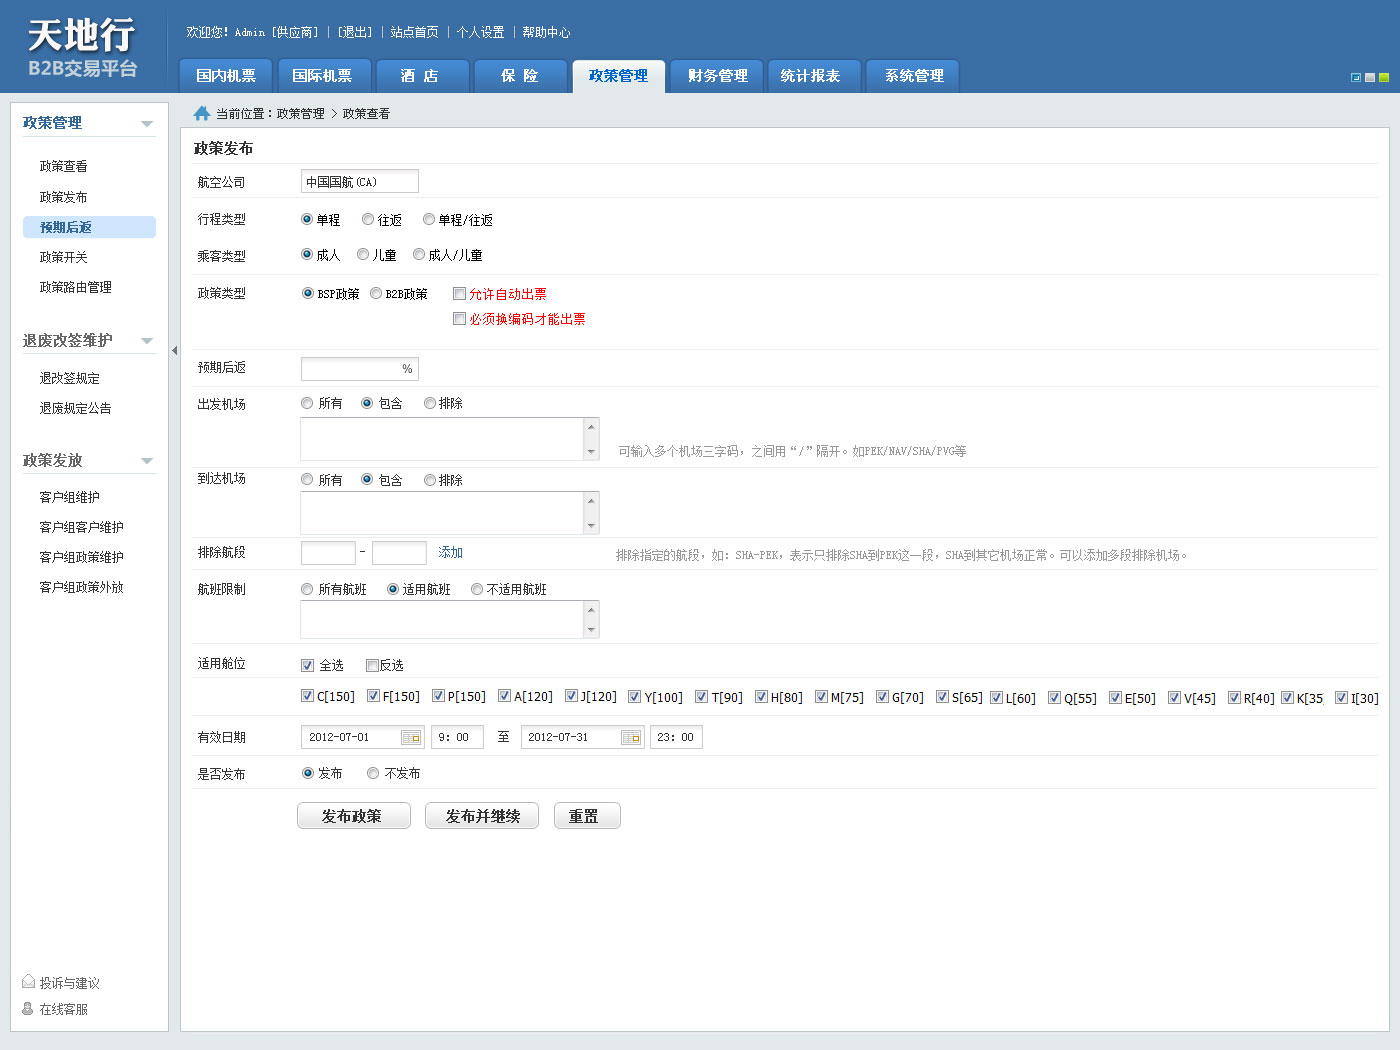 天地行
B2B交易平台
欢迎您! Admin [供应商] | [退出] | 站点首页 | 个人设置 | 帮助中心
国内机票 国际机票 酒 店 保 险 政策管理 财务管理 统计报表 系统管理
政策管理
政策查看
政策发布
预期后返
政策开关
政策路由管理
退废改签维护
退改签规定
退废规定公告
政策发放
客户组维护
客户组客户维护
客户组政策维护
客户组政策外放
投诉与建议
在线客服
当前位置：政策管理 > 政策查看
政策发布
航空公司 中国国航(CA)
行程类型 单程 往返 单程/往返
乘客类型 成人 儿童 成人/儿童
政策类型 BSP政策 B2B政策 允许自动出票
必须换编码才能出票
预期后返 %
出发机场 所有 包含 排除
可输入多个机场三字码，之间用“/”隔开。如PEK/NAV/SHA/PVG等
到达机场 所有 包含 排除
排除航段 - 添加 排除指定的航段，如：SHA-PEK，表示只排除SHA到PEK这一段，SHA到其它机场正常。可以添加多段排除机场。
航班限制 所有航班 适用航班 不适用航班
适用舱位 全选 反选
C[150] F[150] P[150] A[120] J[120] Y[100] T[90] H[80] M[75] G[70] S[65] L[60] Q[55] E[50] V[45] R[40] K[35 I[30]
有效日期 2012-07-01 9：00 至 2012-07-31 23：00
是否发布 发布 不发布
发布政策 发布并继续 重置